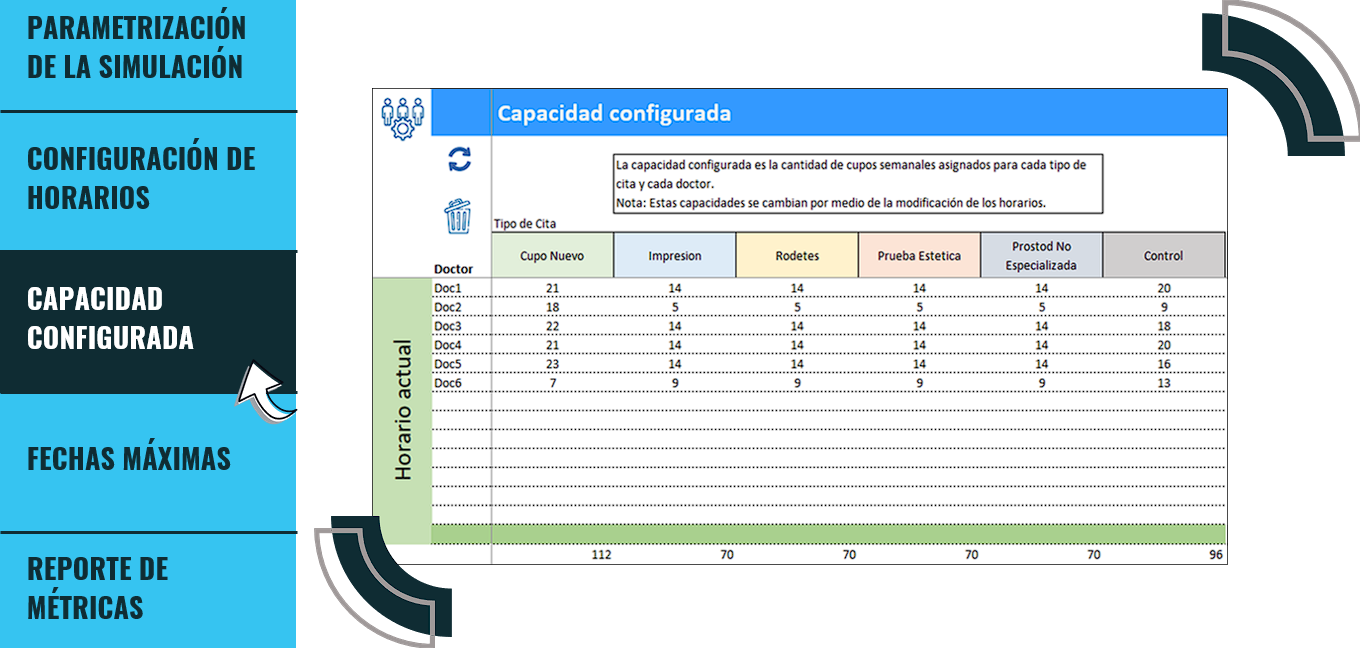 PARAMETRIZACIÓN
DE LA SIMULACIÓN
CONFIGURACIÓN DE
HORARIOS
CAPACIDAD
CONFIGURADA
FECHAS MÁXIMAS
REPORTE DE
MÉTRICAS
Capacidad configurada
La capacidad configurada es la cantidad de cupos semanales asignados para cada tipo de
cita y cada doctor.
Nota: Estas capacidades se cambian por medio de la modificación de los horarios.
Tipo de Cita
Doctor Cupo Nuevo Impresion Rodetes Prueba Estetica Prostod No Especializada Control
Horario actual
Doc1 21 14 14 14 14 20
Doc2 18 5 5 5 5 9
Doc3 22 14 14 14 14 18
Doc4 21 14 14 14 14 20
Doc5 23 14 14 14 14 16
Doc6 7 9 9 9 9 13
112 70 70 70 70 96